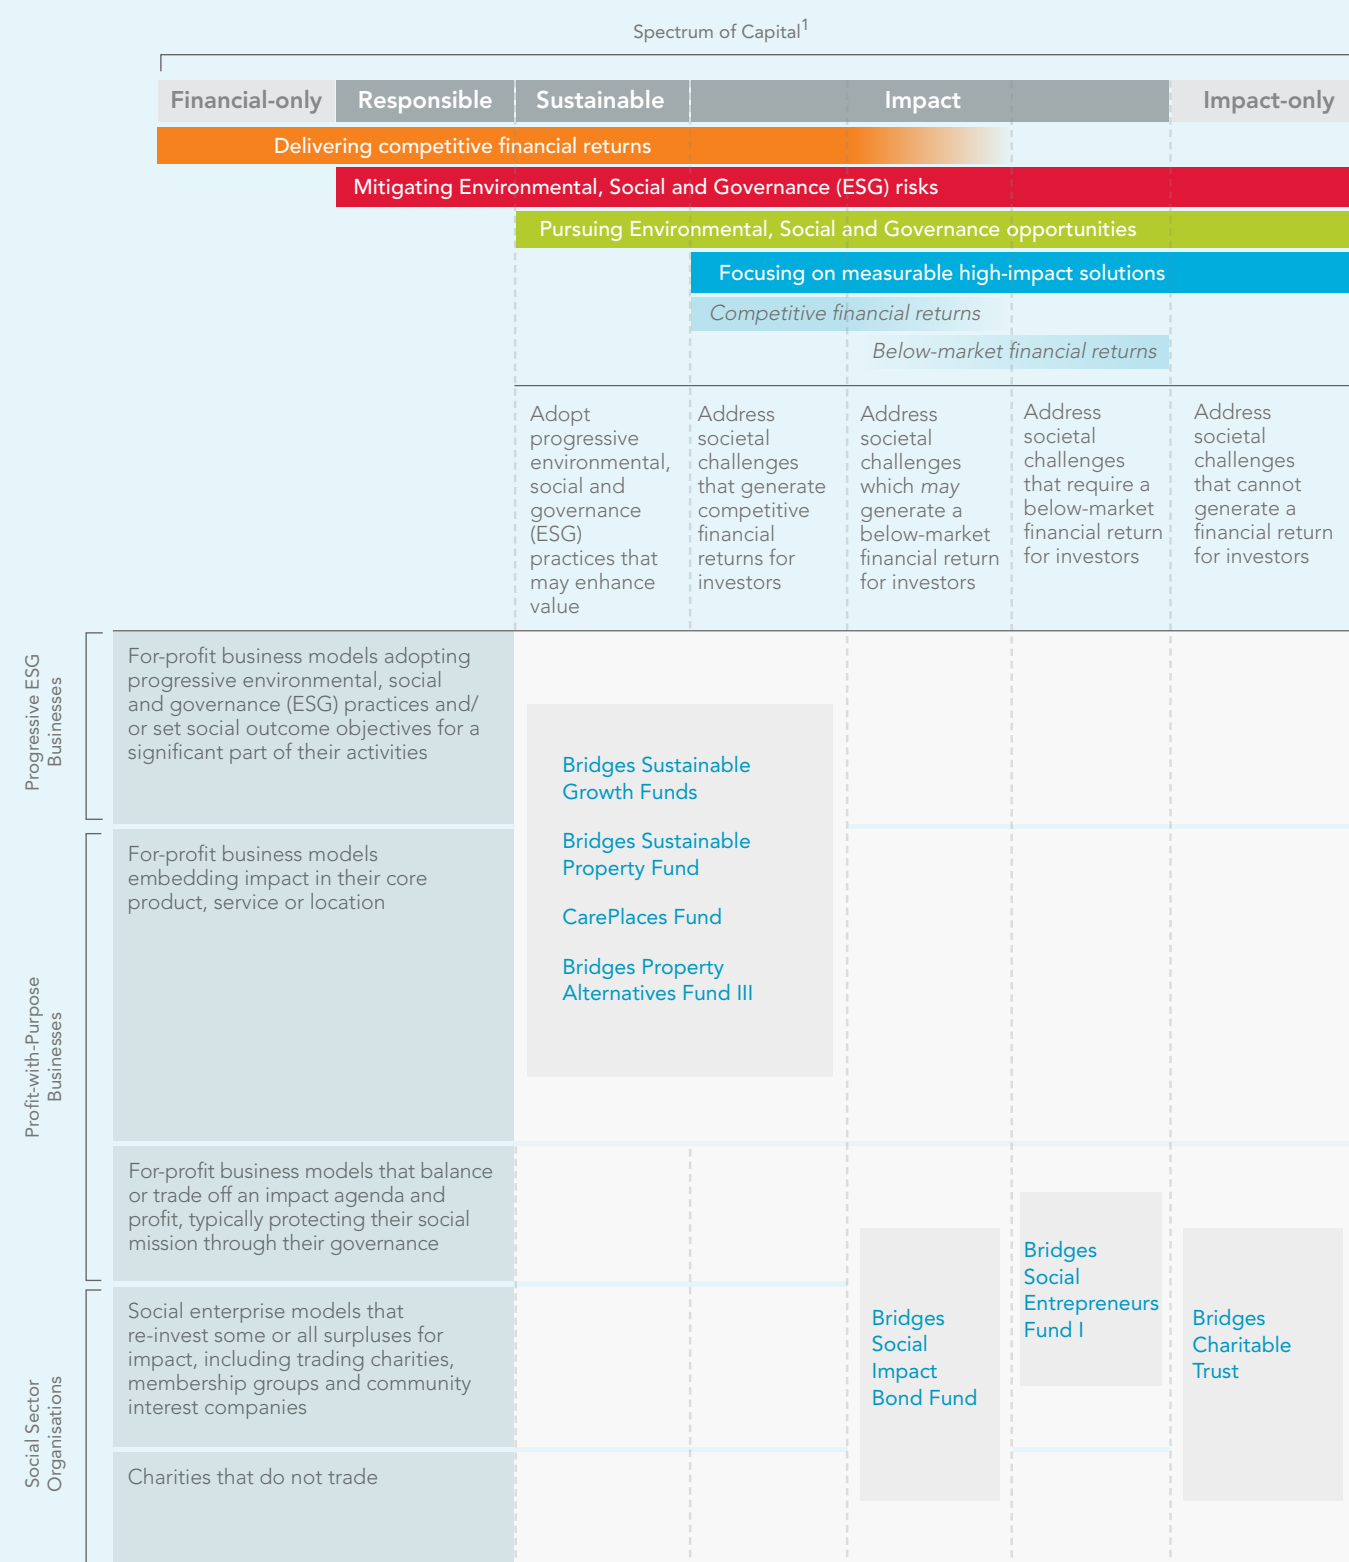 Spectrum of Capital1
Financial-only
Responsible
Sustainable
Impact
Impact-only
Delivering competitive financial returns
Mitigating Environmental, Social and Governance (ESG) risks
Pursuing Environmental, Social and Governance opportunities
Focusing on measurable high-impact solutions
Competitive financial returns
Below-market financial returns
Adopt
progressive
environmental,
social and
governance
(ESG)
practices that
may enhance
value
Address
societal
challenges
that generate
competitive
financial
returns for
investors
Address
societal
challenges
which may
generate a
below-market
financial return
for investors
Address
societal
challenges
that require a
below-market
financial return
for investors
Address
societal
challenges
that cannot
generate a
financial return
for investors
Progressive ESG
Businesses
For-profit business models adopting
progressive environmental, social
and governance (ESG) practices and/
or set social outcome objectives for a
significant part of their activities
Bridges Sustainable
Growth Funds
Bridges Sustainable
Property Fund
CarePlaces Fund
Bridges Property
Alternatives Fund III
Profit-with-Purpose
Businesses
For-profit business models
embedding impact in their core
product, service or location
For-profit business models that balance
or trade off an impact agenda and
profit, typically protecting their social
mission through their governance
Bridges
Social
Impact
Bond Fund
Bridges
Social
Entrepreneurs
Fund I
Bridges
Charitable
Trust
Social Sector
Organisations
Social enterprise models that
re-invest some or all surpluses for
impact, including trading charities,
membership groups and community
interest companies
Charities that do not trade